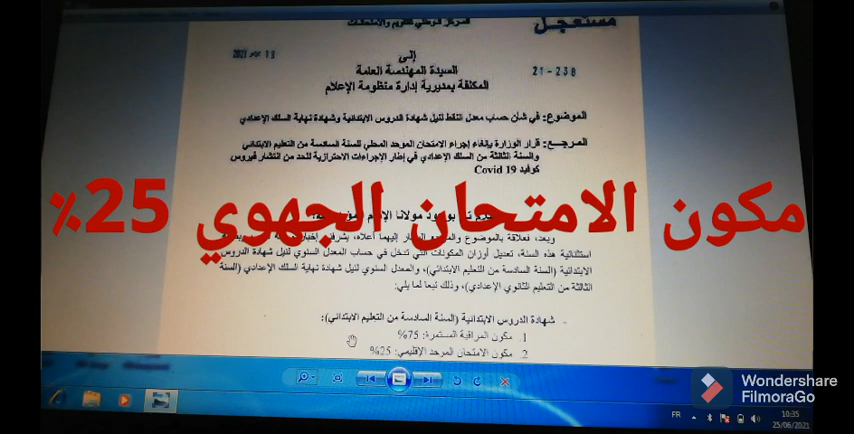 مستعجل
المركز الوطني للتقويم والامتحانات
إلى
21-238
السيدة المهندسة العامة
المكلفة بمديرية إدارة منظومة الإعلام
الموضوع: في شأن حساب معدل النقط لنيل شهادة الدروس الابتدائية وشهادة نهاية السلك الإعدادي
المرجع: قرار الوزارة بإلغاء إجراء الامتحان الموحد المحلي للسنة السادسة من التعليم الابتدائي
والسنة الثالثة من السلك الإعدادي في إطار الإجراءات الاحترازية للحد من انتشار فيروس
كوفيد 19 Covid
مكون الامتحان الجهوي 25٪
مولانا
وبعد، فعلاقة بالموضوع إليهما أعلاه، يشرفني
استثنائية هذه السنة، تعديل أوزان المكونات التي تدخل في حساب المعدل السنوي لنيل شهادة الدروس
الابتدائية (السنة السادسة من التعليم الابتدائي)، والمعدل السنوي لنيل شهادة نهاية السلك الإعدادي (السنة
الثالثة من التعليم الثانوي الإعدادي)، وذلك تبعا لما يلي:
- شهادة الدروس الابتدائية (السنة السادسة من التعليم الابتدائي):
1. مكون المراقبة المستمرة: 75%
2. مكون الامتحان الموحد الإقليمي: 25%
Wondershare
FilmoraGo
FR
10:35
25/06/2021